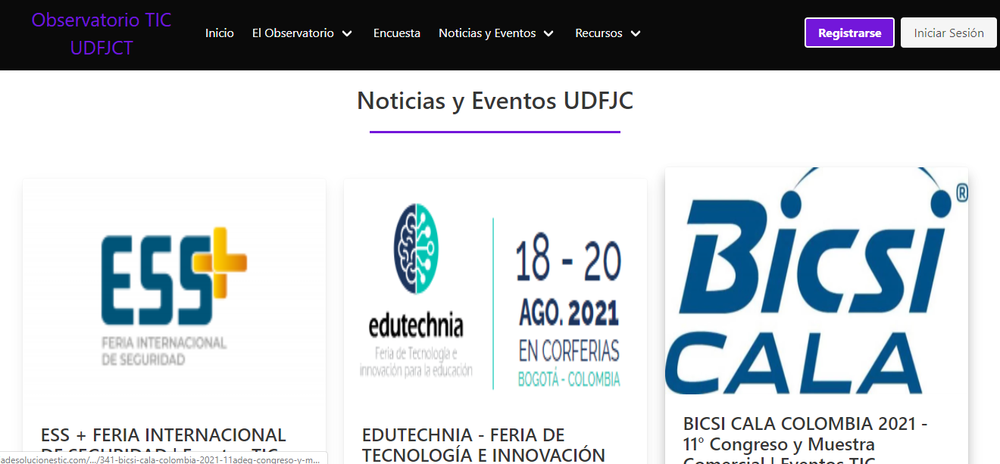 Observatorio TIC
UDFJCT
Inicio
El Observatorio
Encuesta
Noticias y Eventos
Recursos
Registrarse
Iniciar Sesión
Noticias y Eventos UDFJC
ESS+
FERIA INTERNACIONAL
DE SEGURIDAD
edutechnia
Feria de Tecnología e
innovación para la educación
18 - 20
AGO. 2021
EN CORFERIAS
BOGOTÁ - COLOMBIA
BICSI
®
CALA
ESS + FERIA INTERNACIONAL
DE SEGURIDAD | Eventos TIC
EDUTECHNIA - FERIA DE
TECNOLOGÍA E INNOVACIÓN
BICSI CALA COLOMBIA 2021 -
11° Congreso y Muestra
Comercial | Eventos TIC
adesolucionestic.com/.../341-bicsi-cala-colombia-2021-11adeg-congreso-y-m...